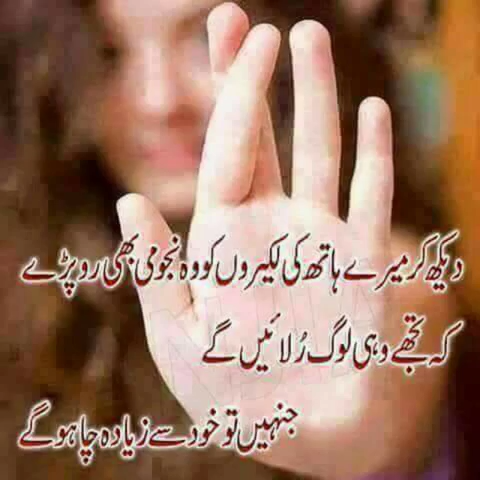 دیکھ کر میرے ہاتھ کی لکیروں کو وہ نجومی بھی رو پڑے
کہ تجھے وہی لوگ رُلائیں گے
جنہیں تو خود سے زیادہ چاہو گے